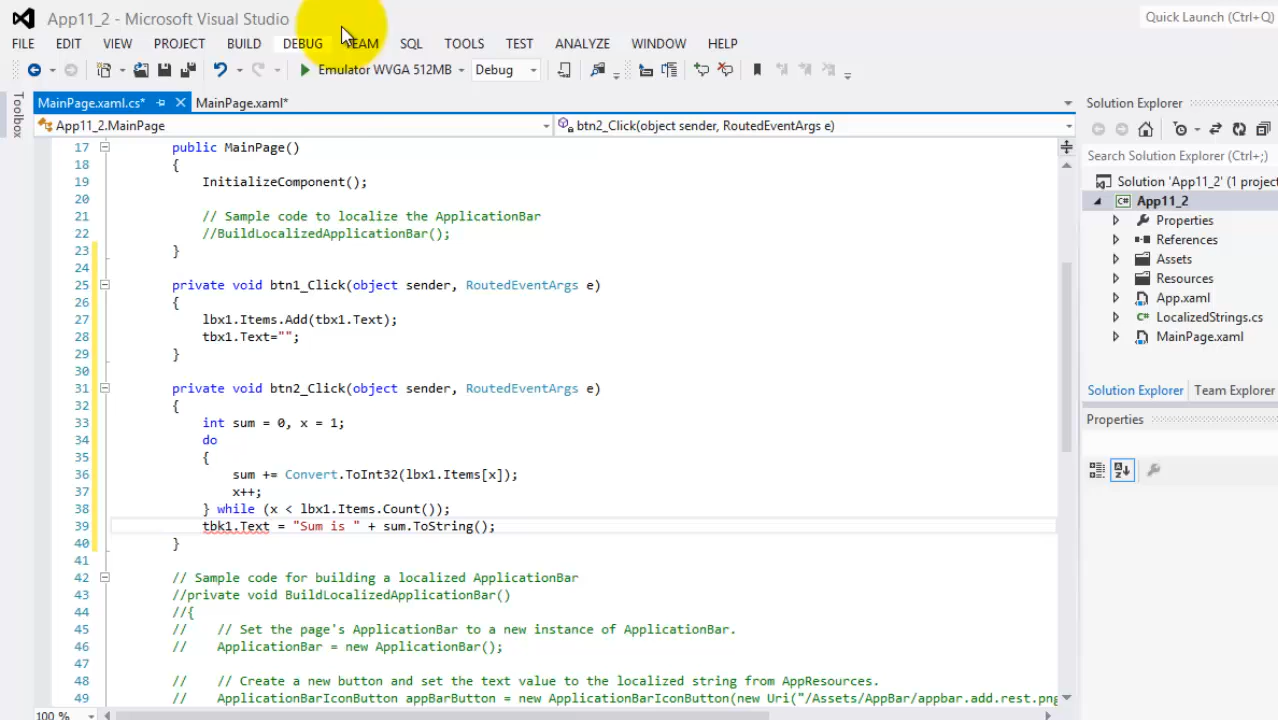 App11_2 - Microsoft Visual Studio
Quick Launch (Ctrl+Q)
FILE EDIT VIEW PROJECT BUILD DEBUG TEAM SQL TOOLS TEST ANALYZE WINDOW HELP
Emulator WVGA 512MB Debug
Toolbox
MainPage.xaml.cs* MainPage.xaml*
App11_2.MainPage btn2_Click(object sender, RoutedEventArgs e)
17 public MainPage()
18 {
19 InitializeComponent();
20
21 // Sample code to localize the ApplicationBar
22 //BuildLocalizedApplicationBar();
23 }
24
25 private void btn1_Click(object sender, RoutedEventArgs e)
26 {
27 lbx1.Items.Add(tbx1.Text);
28 tbx1.Text="";
29 }
30
31 private void btn2_Click(object sender, RoutedEventArgs e)
32 {
33 int sum = 0, x = 1;
34 do
35 {
36 sum += Convert.ToInt32(lbx1.Items[x]);
37 x++;
38 } while (x < lbx1.Items.Count());
39 tbk1.Text = "Sum is " + sum.ToString();
40 }
41
42 // Sample code for building a localized ApplicationBar
43 //private void BuildLocalizedApplicationBar()
44 //{
45 // // Set the page's ApplicationBar to a new instance of ApplicationBar.
46 // ApplicationBar = new ApplicationBar();
47
48 // // Create a new button and set the text value to the localized string from AppResources.
49 // ApplicationBarIconButton appBarButton = new ApplicationBarIconButton(new Uri("/Assets/AppBar/appbar.add.rest.png
100 %
Solution Explorer
Search Solution Explorer (Ctrl+;)
Solution 'App11_2' (1 project
C# App11_2
Properties
References
Assets
Resources
App.xaml
C# LocalizedStrings.cs
MainPage.xaml
Solution Explorer Team Explorer
Properties